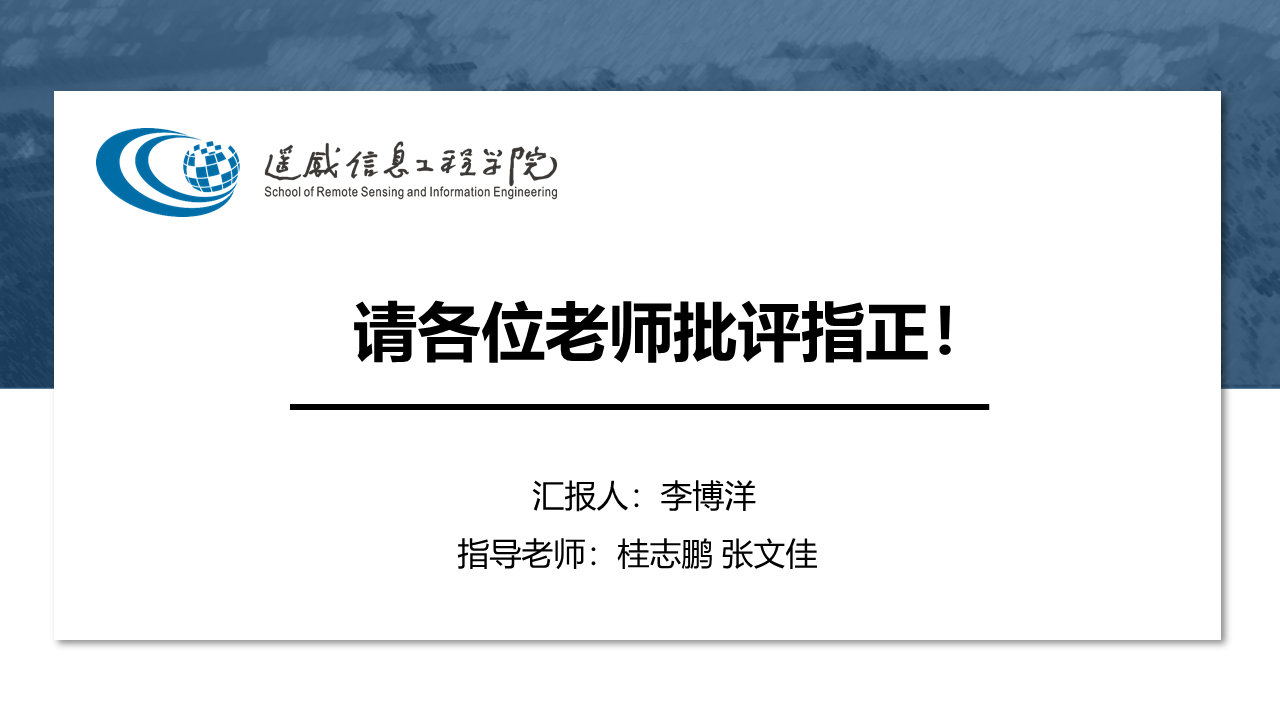 遥感信息工程学院
School of Remote Sensing and Information Engineering
请各位老师批评指正！
汇报人：李博洋
指导老师：桂志鹏 张文佳